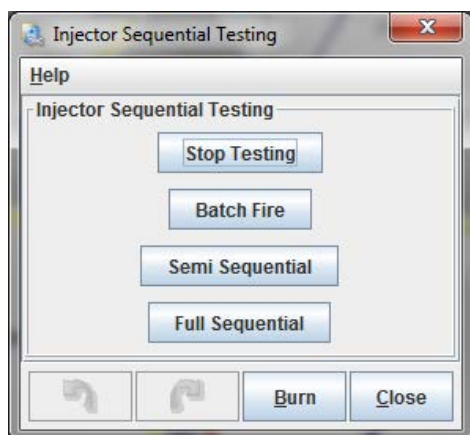 Injector Sequential Testing
Help
Injector Sequential Testing
Stop Testing
Batch Fire
Semi Sequential
Full Sequential
Burn Close